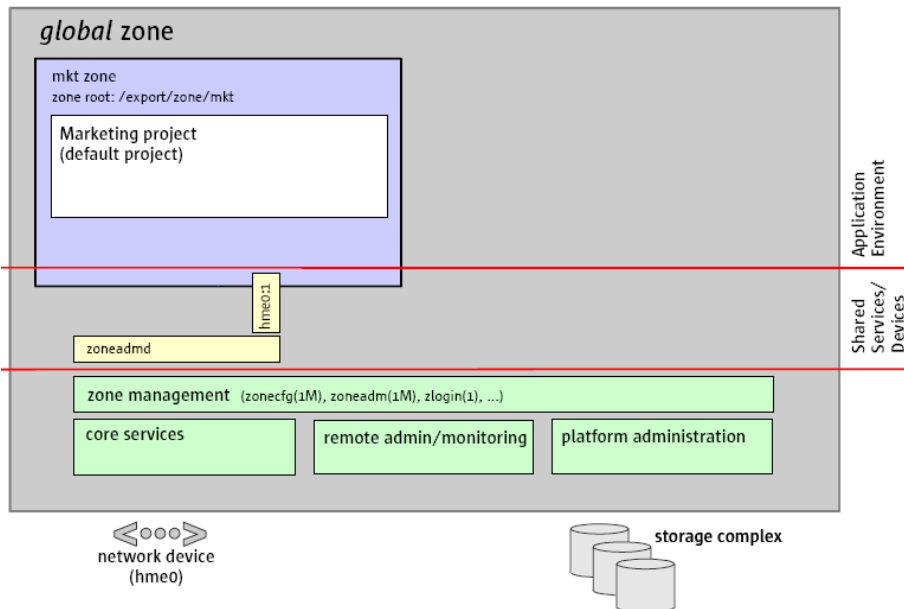 global zone
mkt zone
zone root: /export/zone/mkt
Marketing project
(default project)
Application
Environment
hme0:1
Shared
Services/
Devices
zoneadmd
zone management (zonecfg(1M), zoneadm(1M), zlogin(1), ...)
core services
remote admin/monitoring
platform administration
network device
(hme0)
storage complex